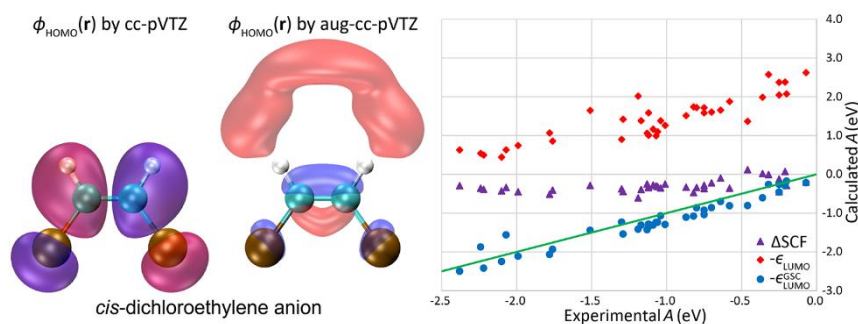 ϕHOMO(r) by cc-pVTZ
ϕHOMO(r) by aug-cc-pVTZ
cis-dichloroethylene anion
4.0
3.0
2.0
1.0
0.0
-1.0
-2.0
-3.0
Calculated A (eV)
ΔSCF
-ϵLUMO
-ϵGSC LUMO
-2.5
-2.0
-1.5
-1.0
-0.5
0.0
Experimental A (eV)